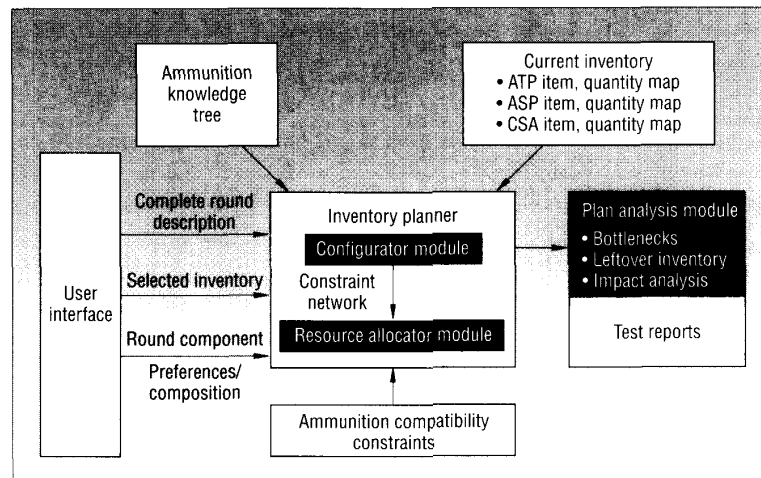 Ammunition
knowledge
tree
Current inventory
• ATP item, quantity map
• ASP item, quantity map
• CSA item, quantity map
User
interface
Complete round
description
Selected inventory
Round component
Preferences/
composition
Inventory planner
Configurator module
Constraint
network
Resource allocator module
Ammunition compatibility
constraints
Plan analysis module
• Bottlenecks
• Leftover inventory
• Impact analysis
Test reports